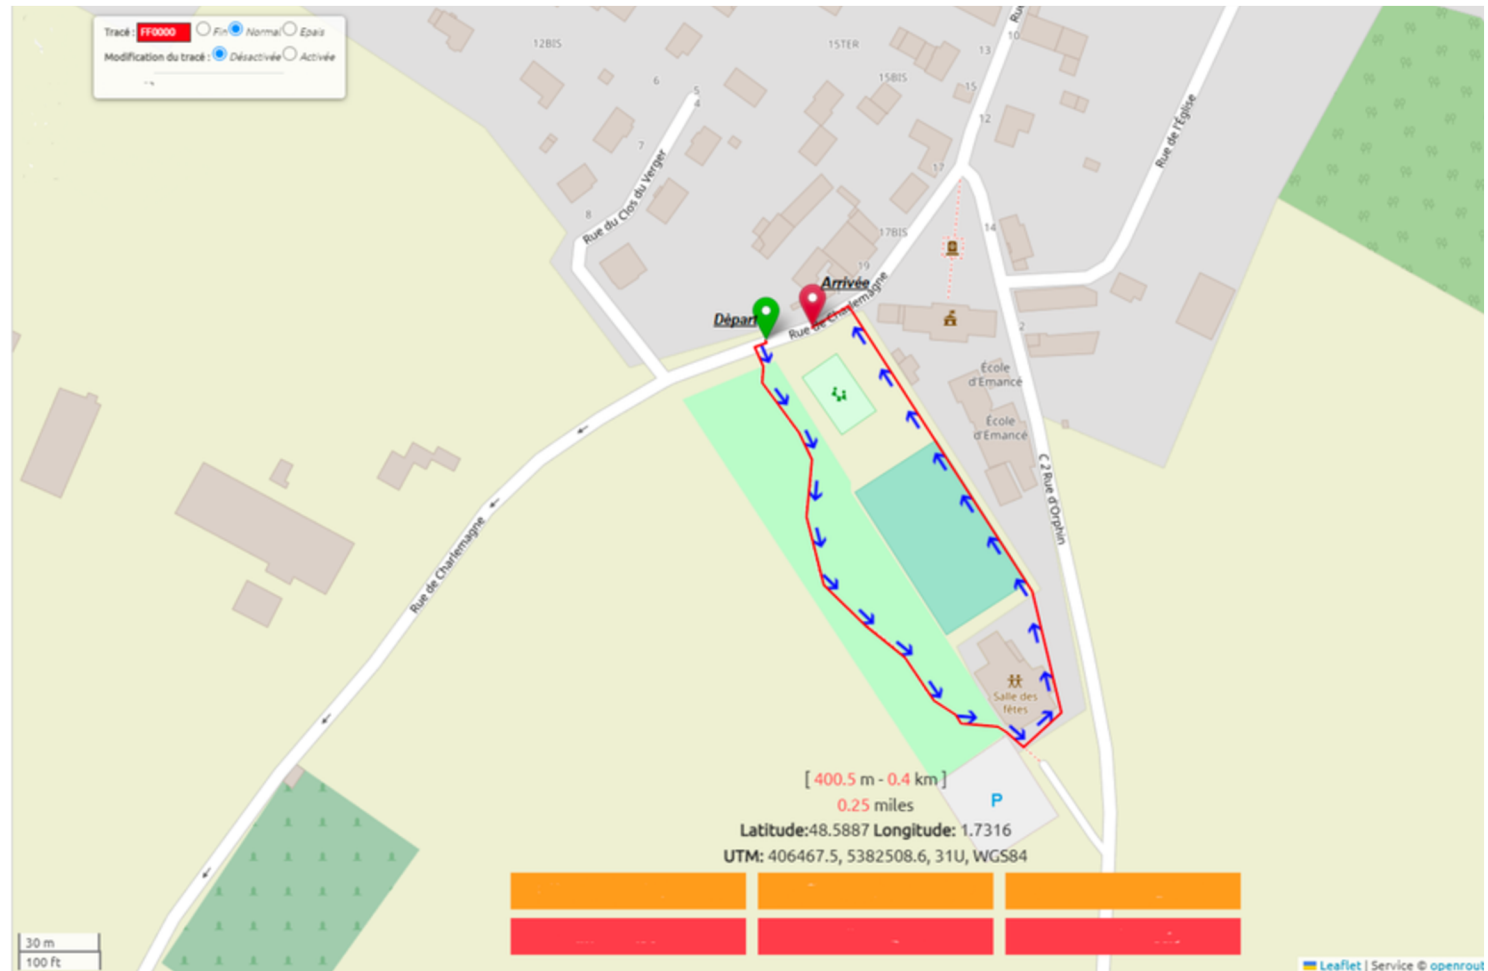 Tracé : FF0000 Fin Normal Epais
Modification du tracé : Désactivée Activée
12BIS
15TER
15BIS
13
10
15
12
6
5
4
7
8
17
17BIS
19
14
2
Rue du Clos du Verger
Rue de l'Église
Arrivée
Dèpart
Rue de Charlemagne
École
d'Emancé
École
d'Emancé
C 2 Rue d'Orphin
Rue de Charlemagne
Salle des
fêtes
P
[ 400.5 m - 0.4 km ]
0.25 miles
Latitude:48.5887 Longitude: 1.7316
UTM: 406467.5, 5382508.6, 31U, WGS84
30 m
100 ft
Leaflet | Service © openrout